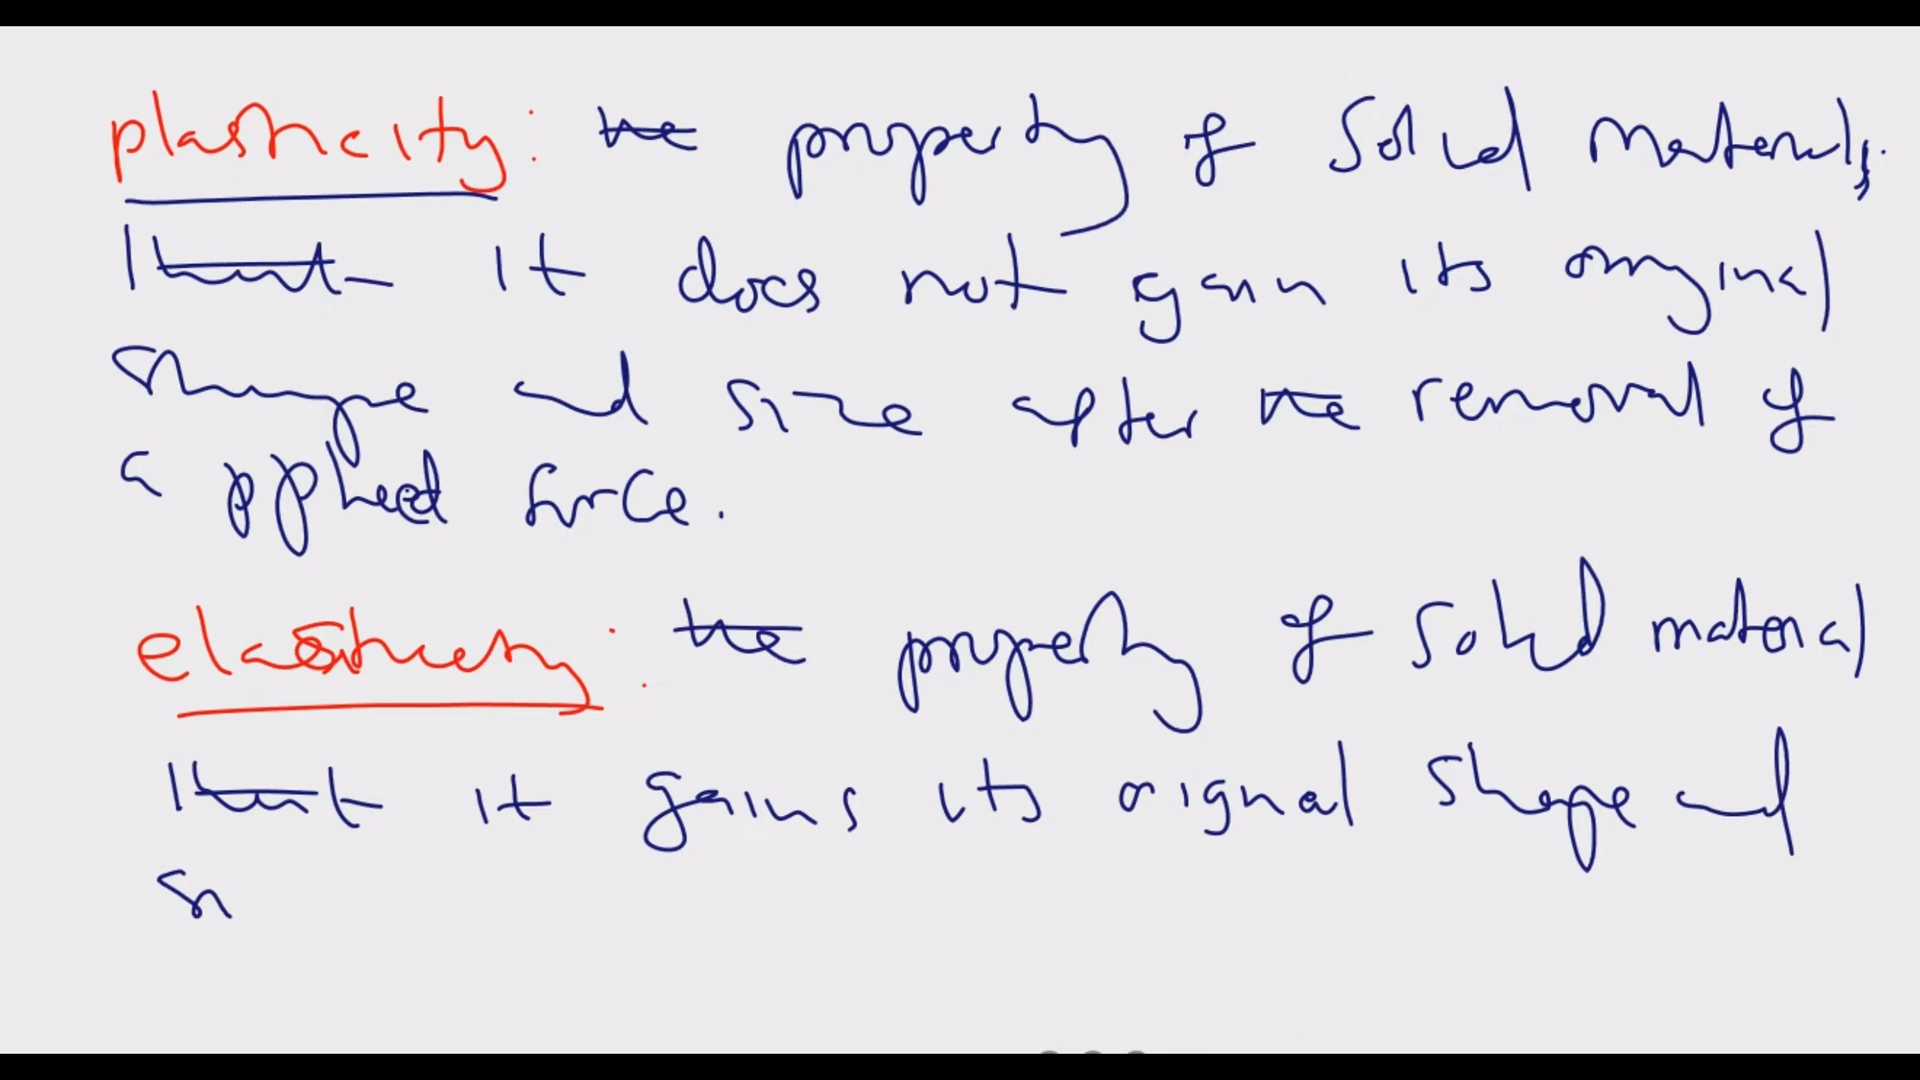 plasticity: the property of solid materials,
that it does not gain its original
shape and size after the removal of
applied force.
elasticity: the property of solid material
that it gains its orignal shape and
si